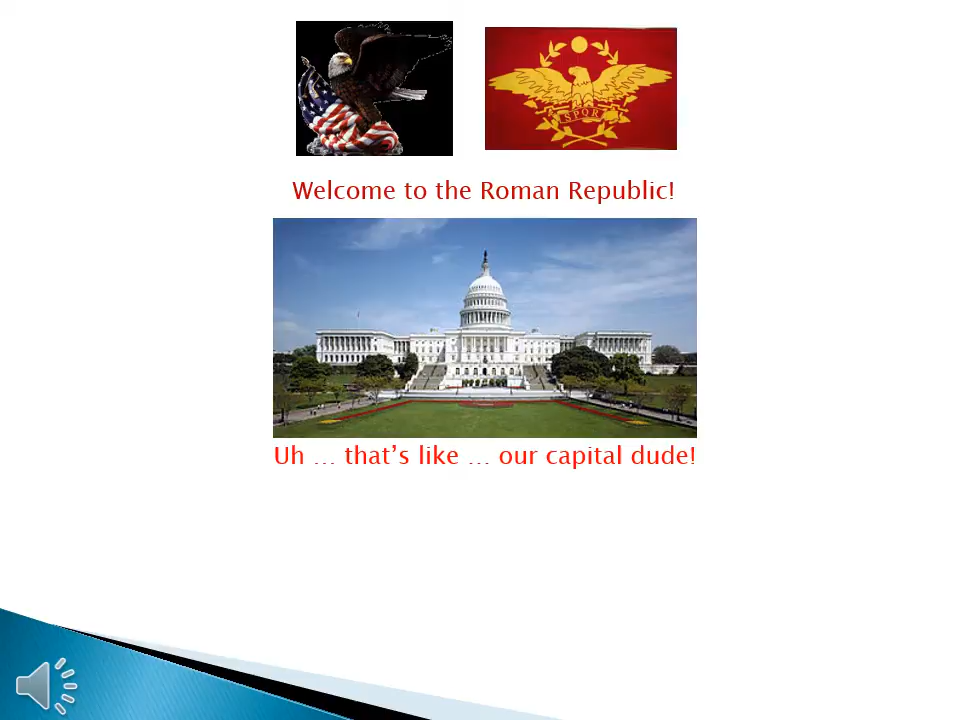 SPQR
Welcome to the Roman Republic!
Uh … that's like … our capital dude!